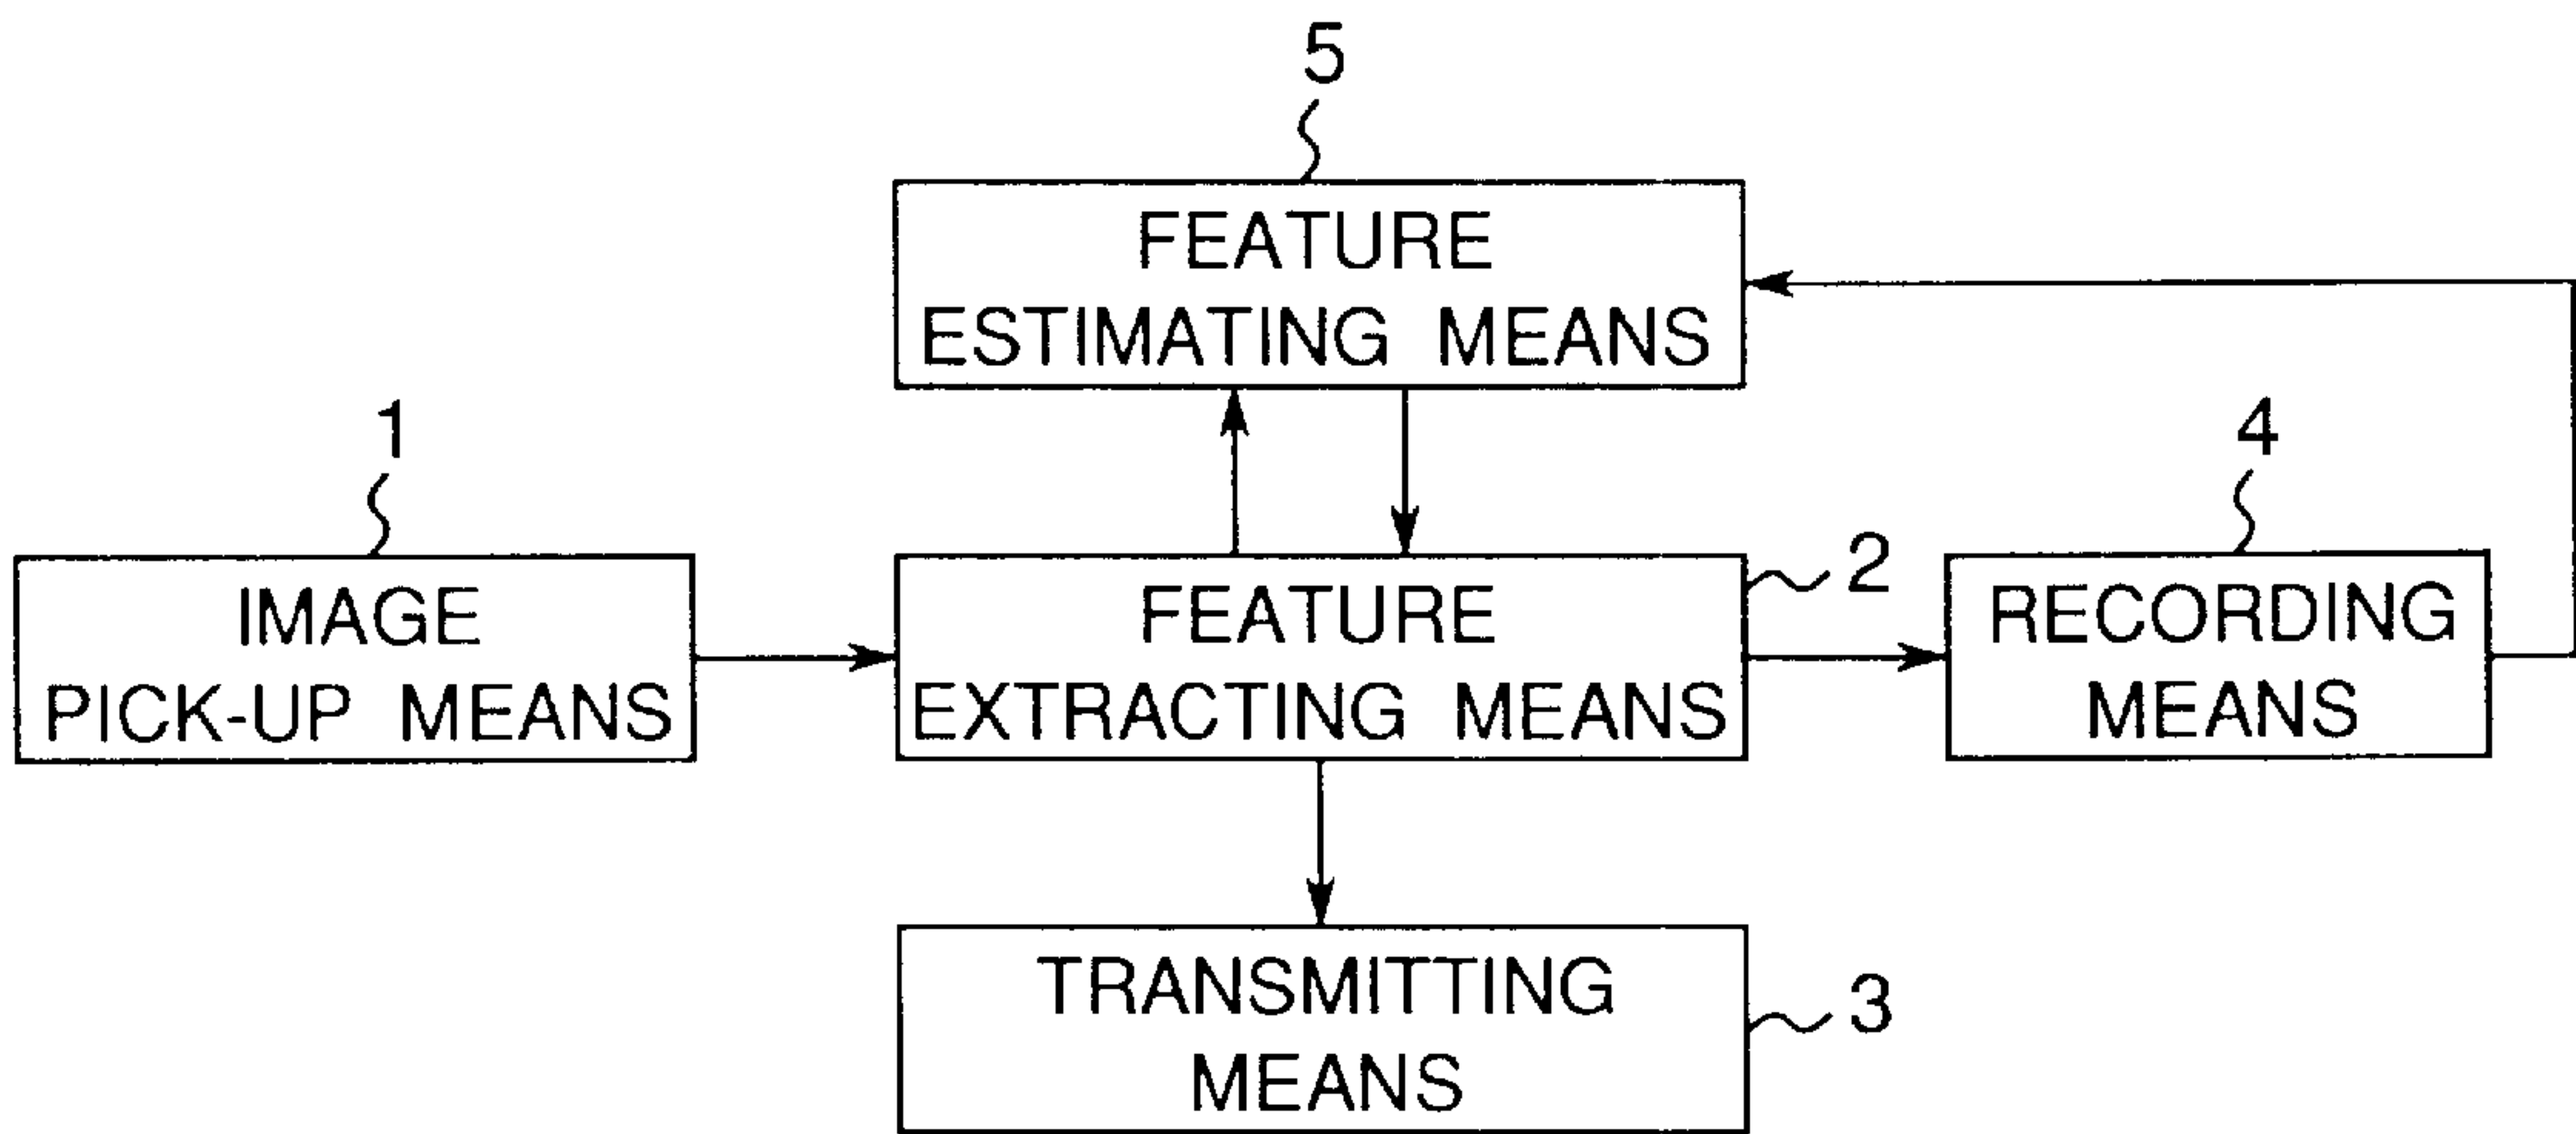 5
FEATURE
ESTIMATING MEANS
1
4
IMAGE
PICK-UP MEANS
FEATURE
EXTRACTING MEANS
2
RECORDING
MEANS
TRANSMITTING
MEANS
3